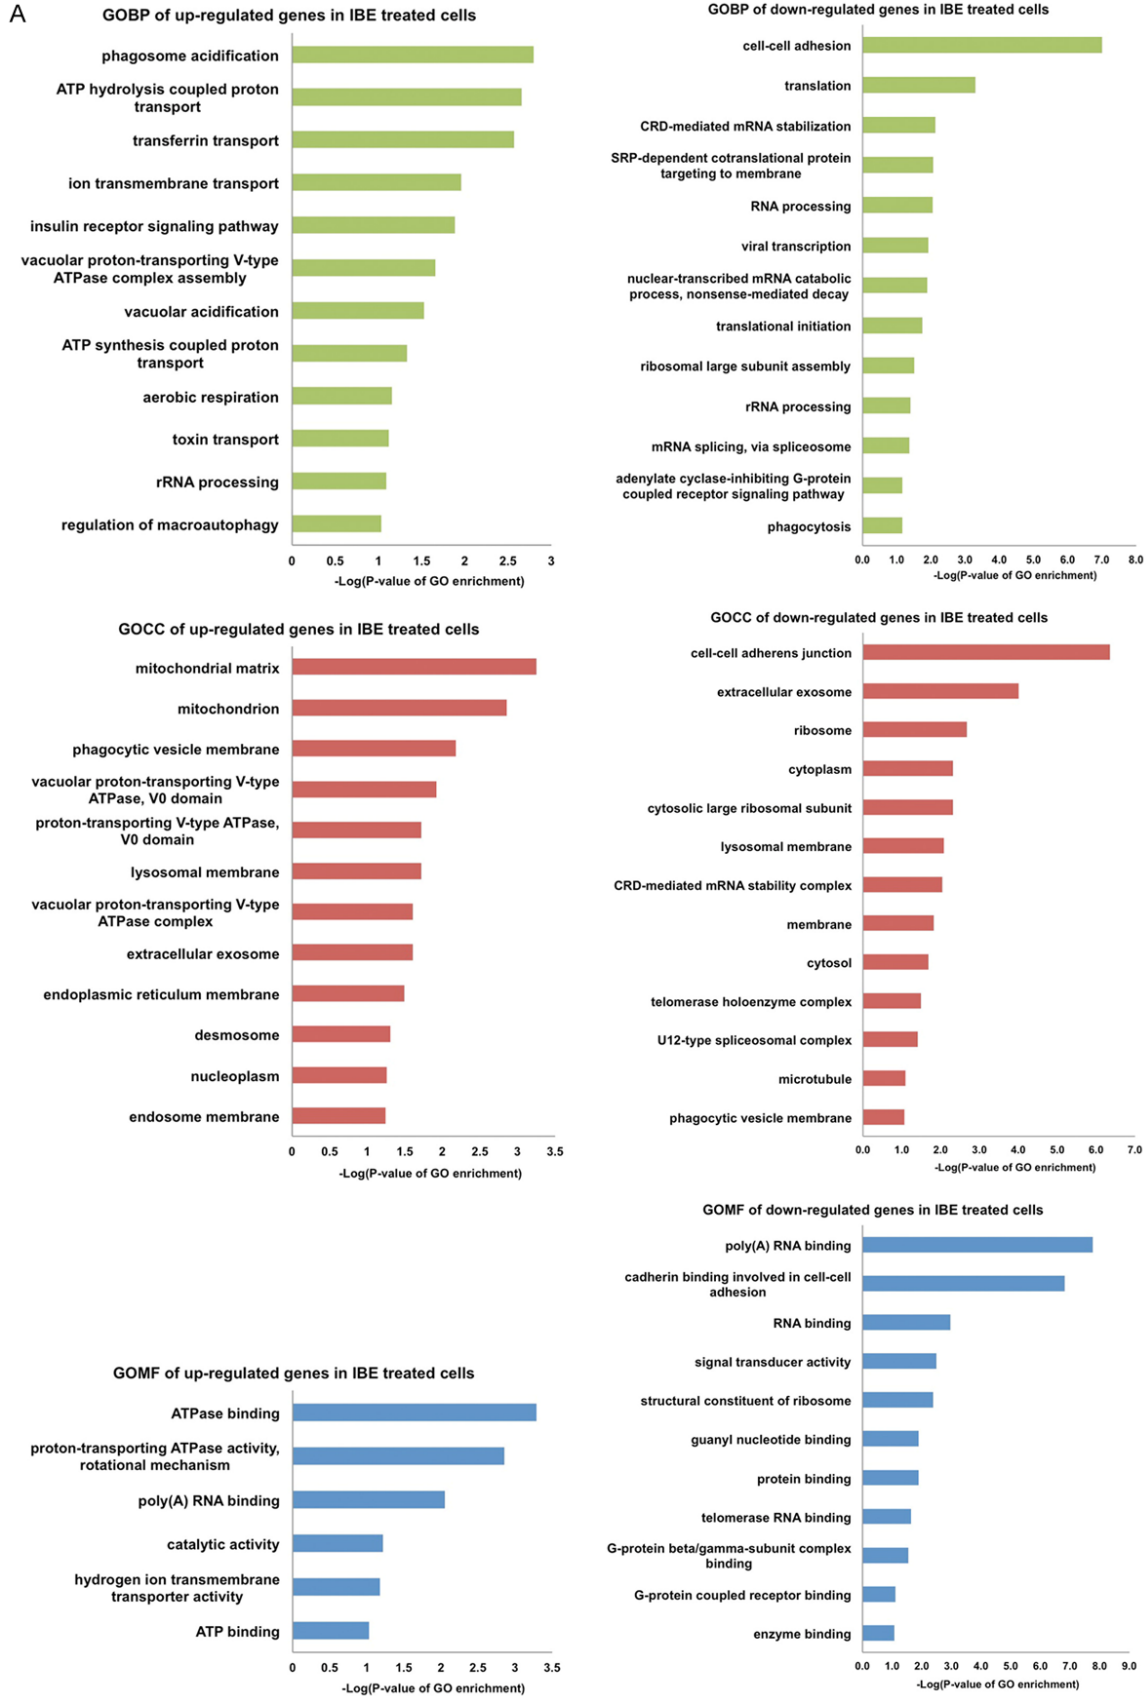 A
GOBP of up-regulated genes in IBE treated cells
phagosome acidification
ATP hydrolysis coupled proton
transport
transferrin transport
ion transmembrane transport
insulin receptor signaling pathway
vacuolar proton-transporting V-type
ATPase complex assembly
vacuolar acidification
ATP synthesis coupled proton
transport
aerobic respiration
toxin transport
rRNA processing
regulation of macroautophagy
0 0.5 1 1.5 2 2.5 3
-Log(P-value of GO enrichment)
GOBP of down-regulated genes in IBE treated cells
cell-cell adhesion
translation
CRD-mediated mRNA stabilization
SRP-dependent cotranslational protein
targeting to membrane
RNA processing
viral transcription
nuclear-transcribed mRNA catabolic
process, nonsense-mediated decay
translational initiation
ribosomal large subunit assembly
rRNA processing
mRNA splicing, via spliceosome
adenylate cyclase-inhibiting G-protein
coupled receptor signaling pathway
phagocytosis
0.0 1.0 2.0 3.0 4.0 5.0 6.0 7.0 8.0
-Log(P-value of GO enrichment)
GOCC of up-regulated genes in IBE treated cells
mitochondrial matrix
mitochondrion
phagocytic vesicle membrane
vacuolar proton-transporting V-type
ATPase, V0 domain
proton-transporting V-type ATPase,
V0 domain
lysosomal membrane
vacuolar proton-transporting V-type
ATPase complex
extracellular exosome
endoplasmic reticulum membrane
desmosome
nucleoplasm
endosome membrane
0 0.5 1 1.5 2 2.5 3 3.5
-Log(P-value of GO enrichment)
GOCC of down-regulated genes in IBE treated cells
cell-cell adherens junction
extracellular exosome
ribosome
cytoplasm
cytosolic large ribosomal subunit
lysosomal membrane
CRD-mediated mRNA stability complex
membrane
cytosol
telomerase holoenzyme complex
U12-type spliceosomal complex
microtubule
phagocytic vesicle membrane
0.0 1.0 2.0 3.0 4.0 5.0 6.0 7.0
-Log(P-value of GO enrichment)
GOMF of up-regulated genes in IBE treated cells
ATPase binding
proton-transporting ATPase activity,
rotational mechanism
poly(A) RNA binding
catalytic activity
hydrogen ion transmembrane
transporter activity
ATP binding
0 0.5 1 1.5 2 2.5 3 3.5
-Log(P-value of GO enrichment)
GOMF of down-regulated genes in IBE treated cells
poly(A) RNA binding
cadherin binding involved in cell-cell
adhesion
RNA binding
signal transducer activity
structural constituent of ribosome
guanyl nucleotide binding
protein binding
telomerase RNA binding
G-protein beta/gamma-subunit complex
binding
G-protein coupled receptor binding
enzyme binding
0.0 1.0 2.0 3.0 4.0 5.0 6.0 7.0 8.0 9.0
-Log(P-value of GO enrichment)